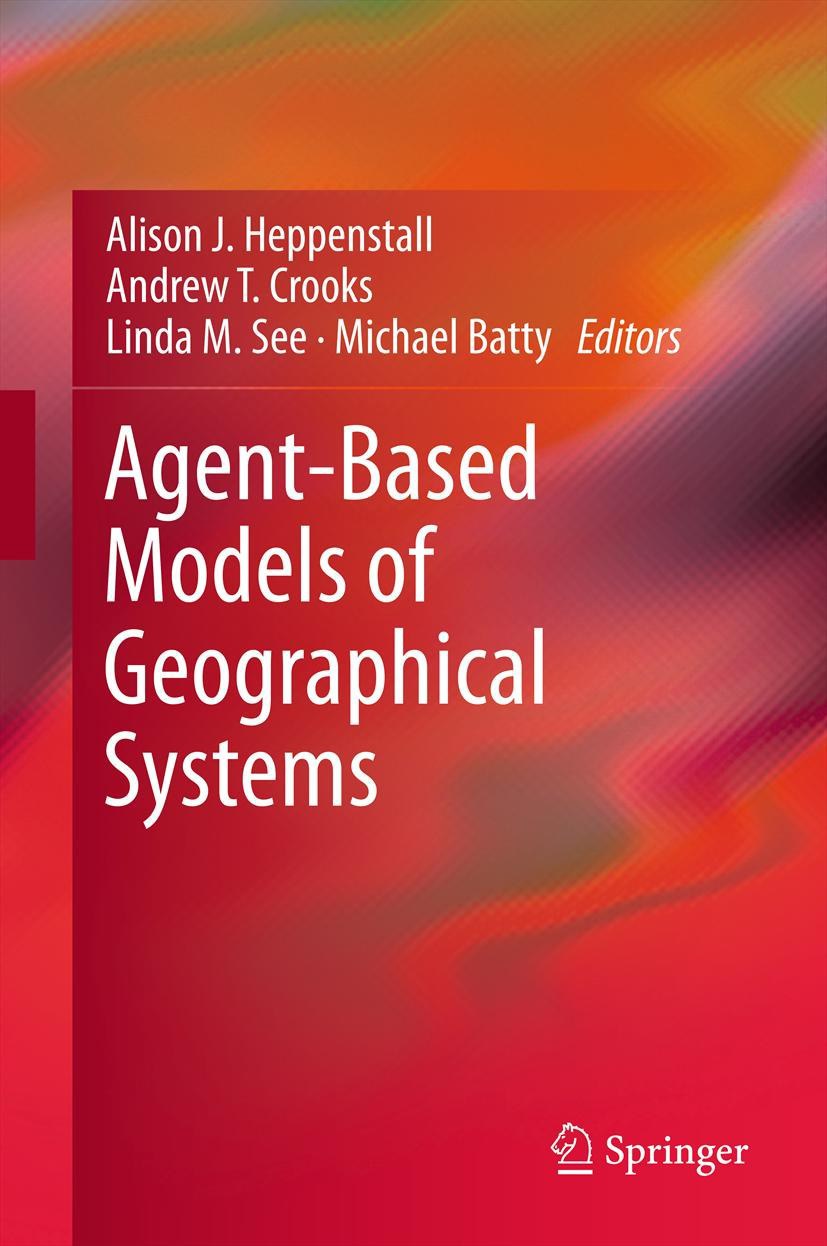 Alison J. Heppenstall
Andrew T. Crooks
Linda M. See · Michael Batty Editors
Agent-Based
Models of
Geographical
Systems
Springer